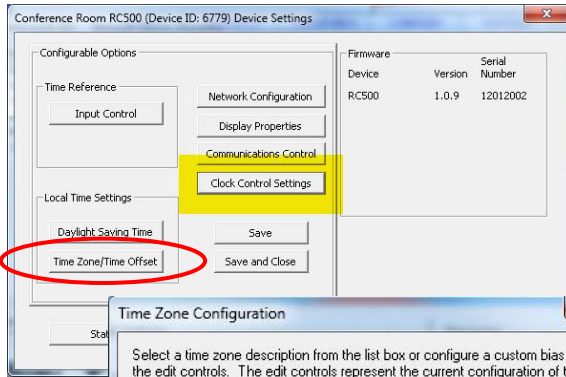 Conference Room RC500 (Device ID: 6779) Device Settings
Configurable Options
Time Reference
Input Control
Network Configuration
Display Properties
Communications Control
Clock Control Settings
Local Time Settings
Daylight Saving Time
Time Zone/Time Offset
Save
Save and Close
Firmware
Device Version Serial Number
RC500 1.0.9 12012002
Time Zone Configuration
Select a time zone description from the list box or configure a custom bias
the edit controls. The edit controls represent the current configuration of